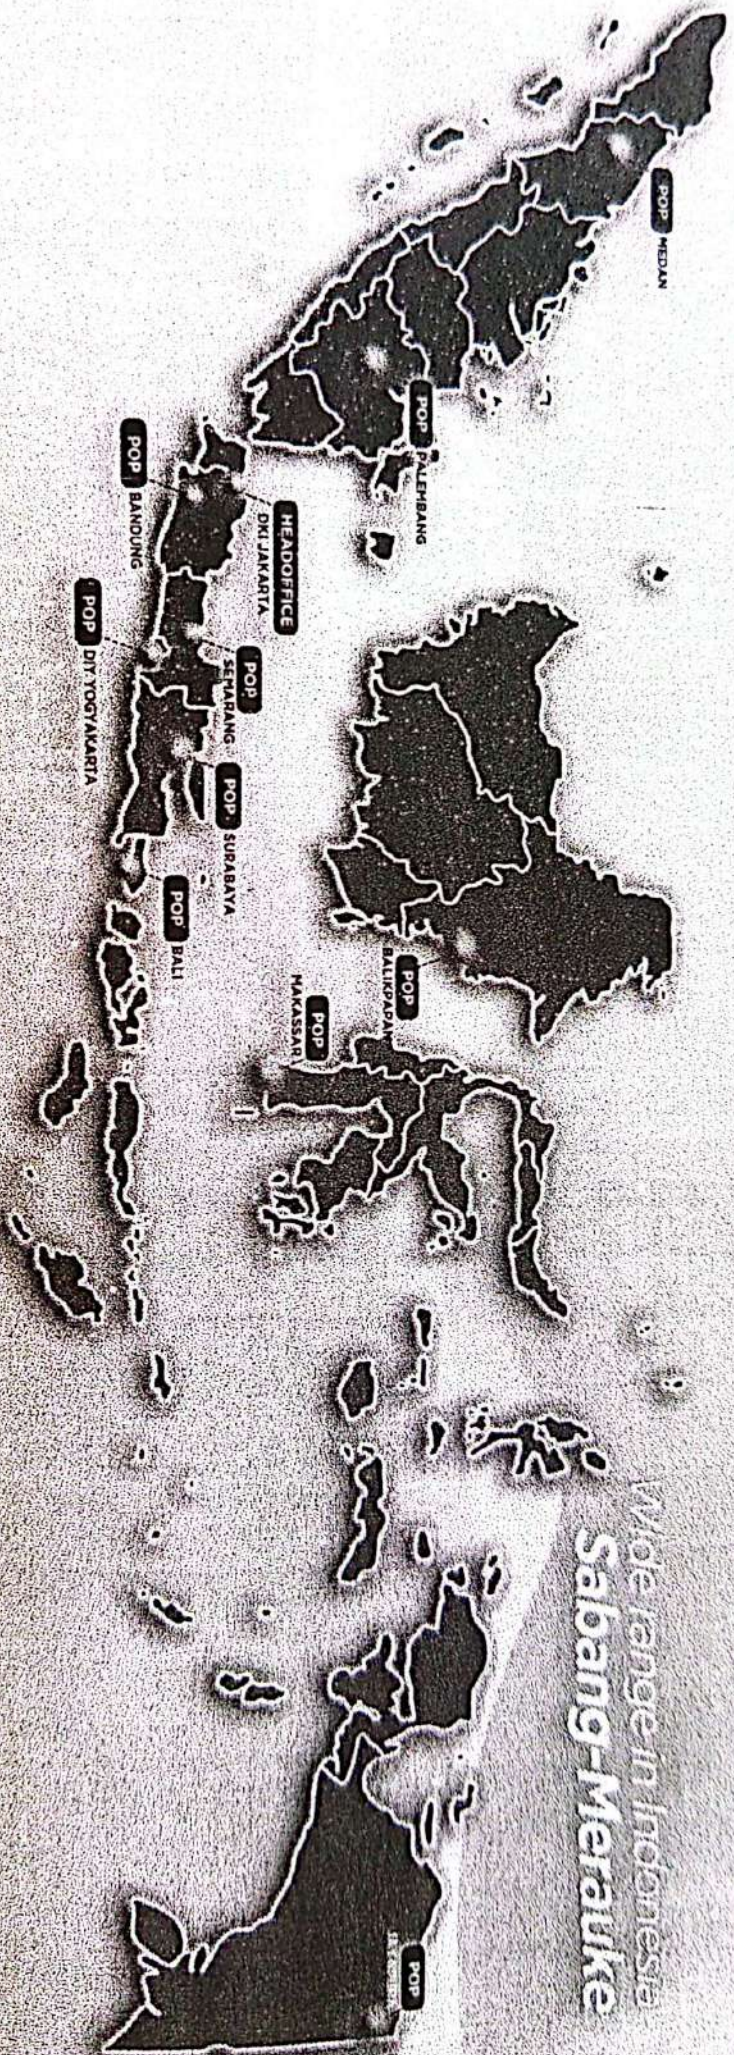 Wide range in Indonesia
Sabang-Merauke
POP MEDAN
POP PALEMBANG
HEADOFFICE
DKI JAKARTA
POP BANDUNG
POP
SEMARANG
POP DIY YOGYAKARTA
POP SURABAYA
POP BALI
POP
BALIKPAPAN
POP
MAKASSAR
POP